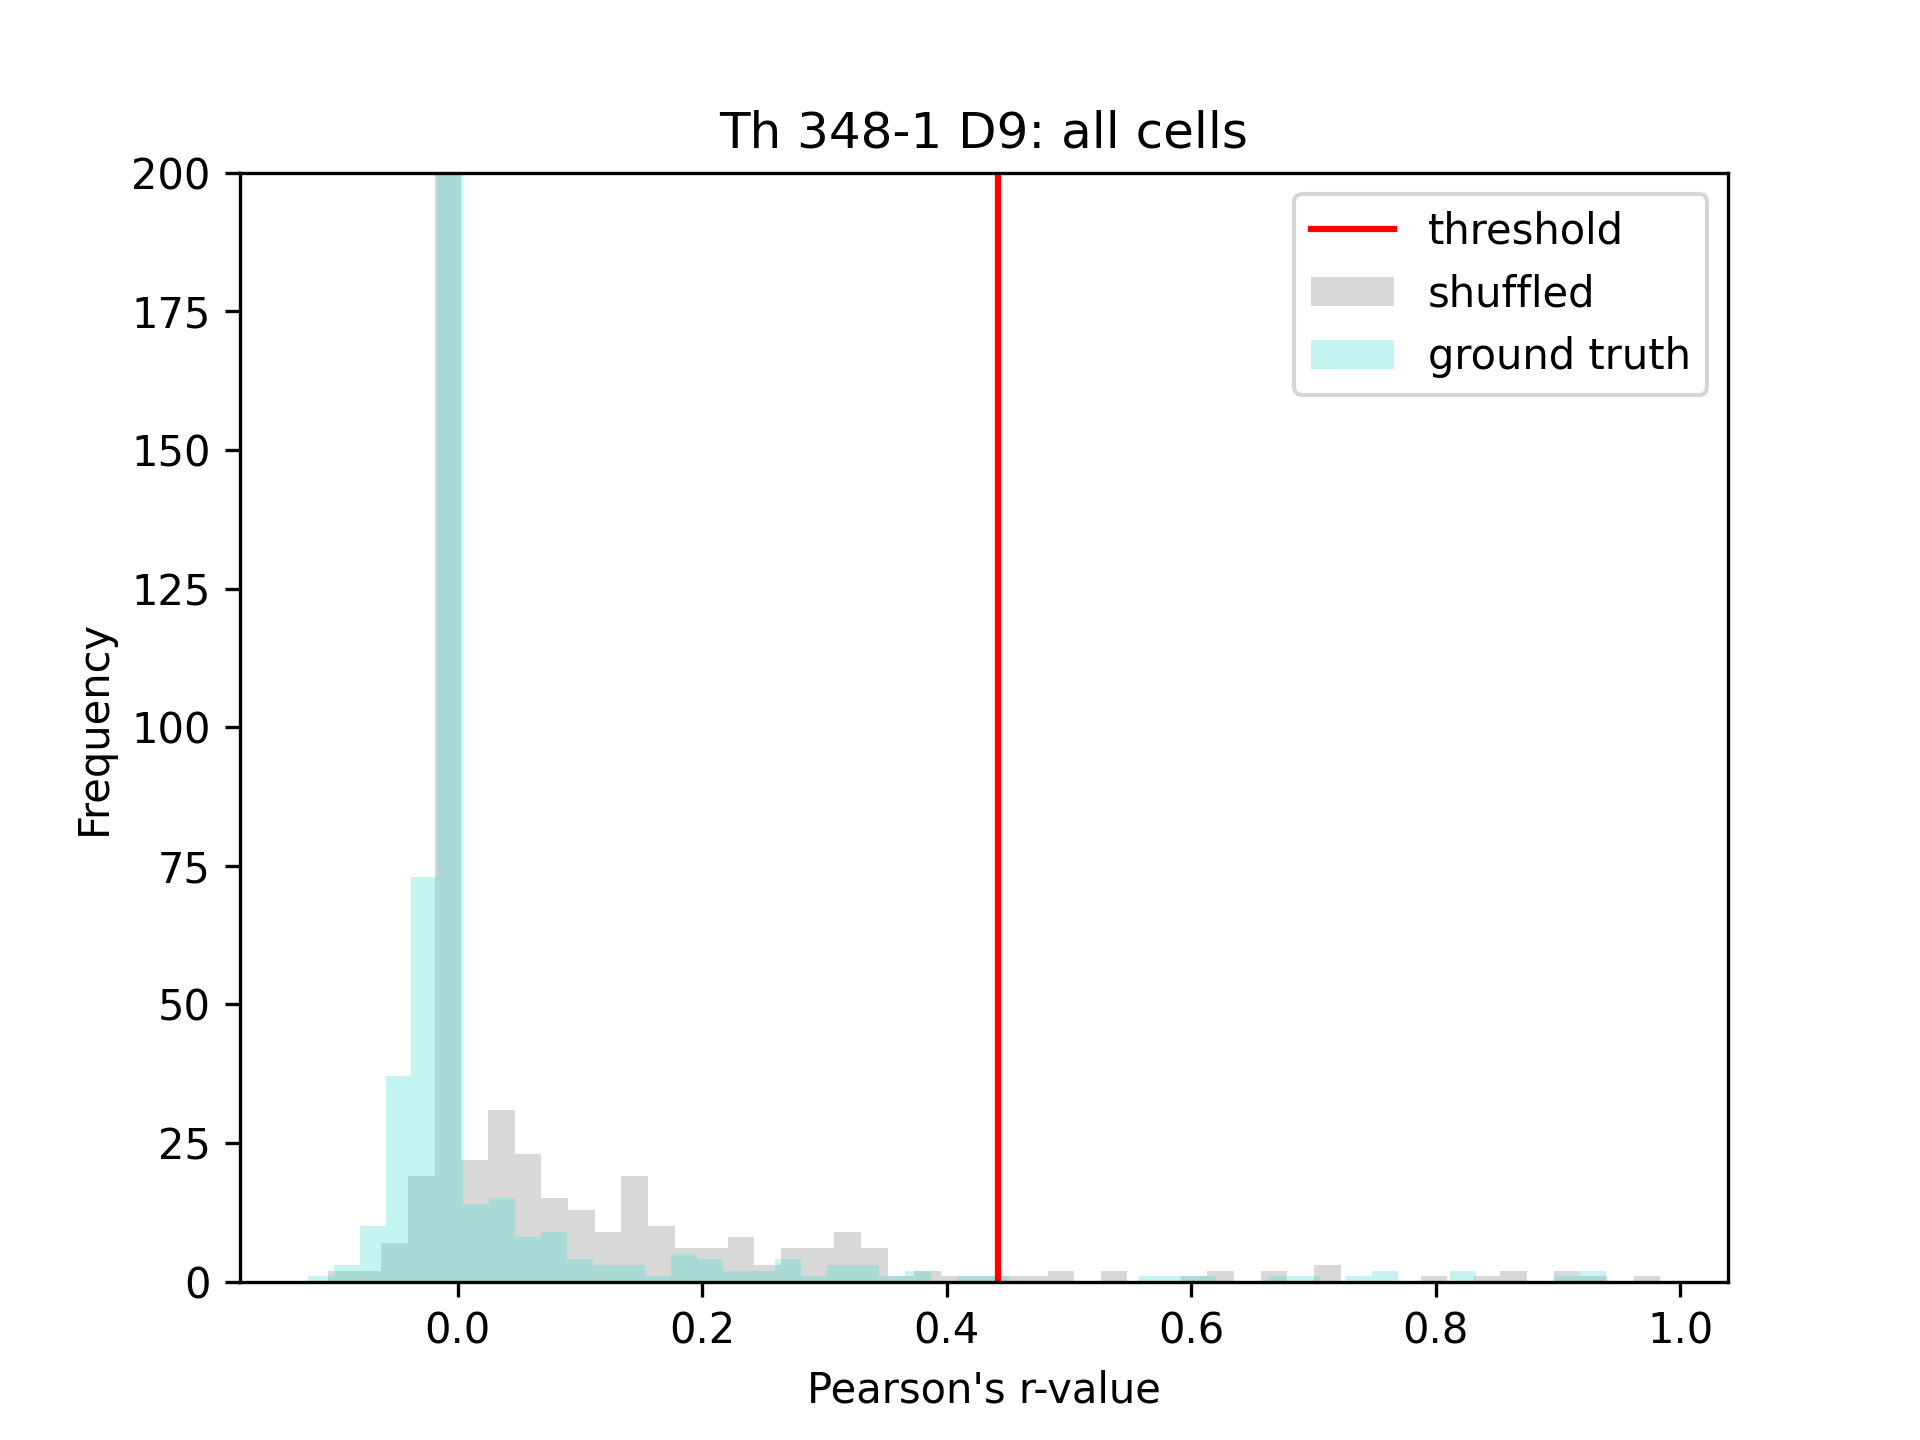 Th 348-1 D9: all cells
200
175
150
125
100
75
50
25
0
Frequency
threshold
shuffled
ground truth
0.0 0.2 0.4 0.6 0.8 1.0
Pearson's r-value